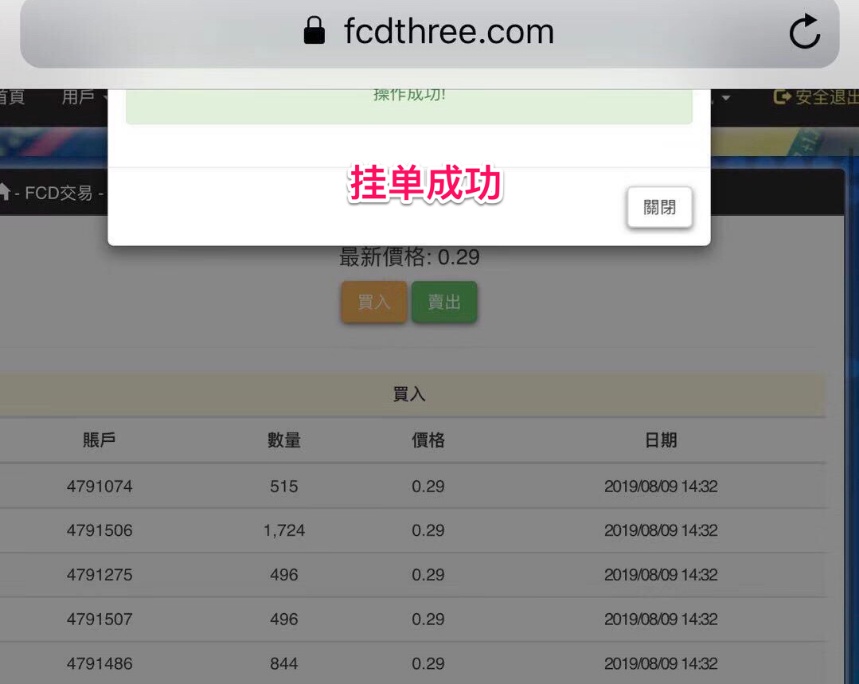 fcdthree.com
首頁 用戶 安全退出
操作成功!
挂单成功
- FCD交易 -
關閉
最新價格: 0.29
買入 賣出
買入
賬戶 數量 價格 日期
4791074 515 0.29 2019/08/09 14:32
4791506 1,724 0.29 2019/08/09 14:32
4791275 496 0.29 2019/08/09 14:32
4791507 496 0.29 2019/08/09 14:32
4791486 844 0.29 2019/08/09 14:32